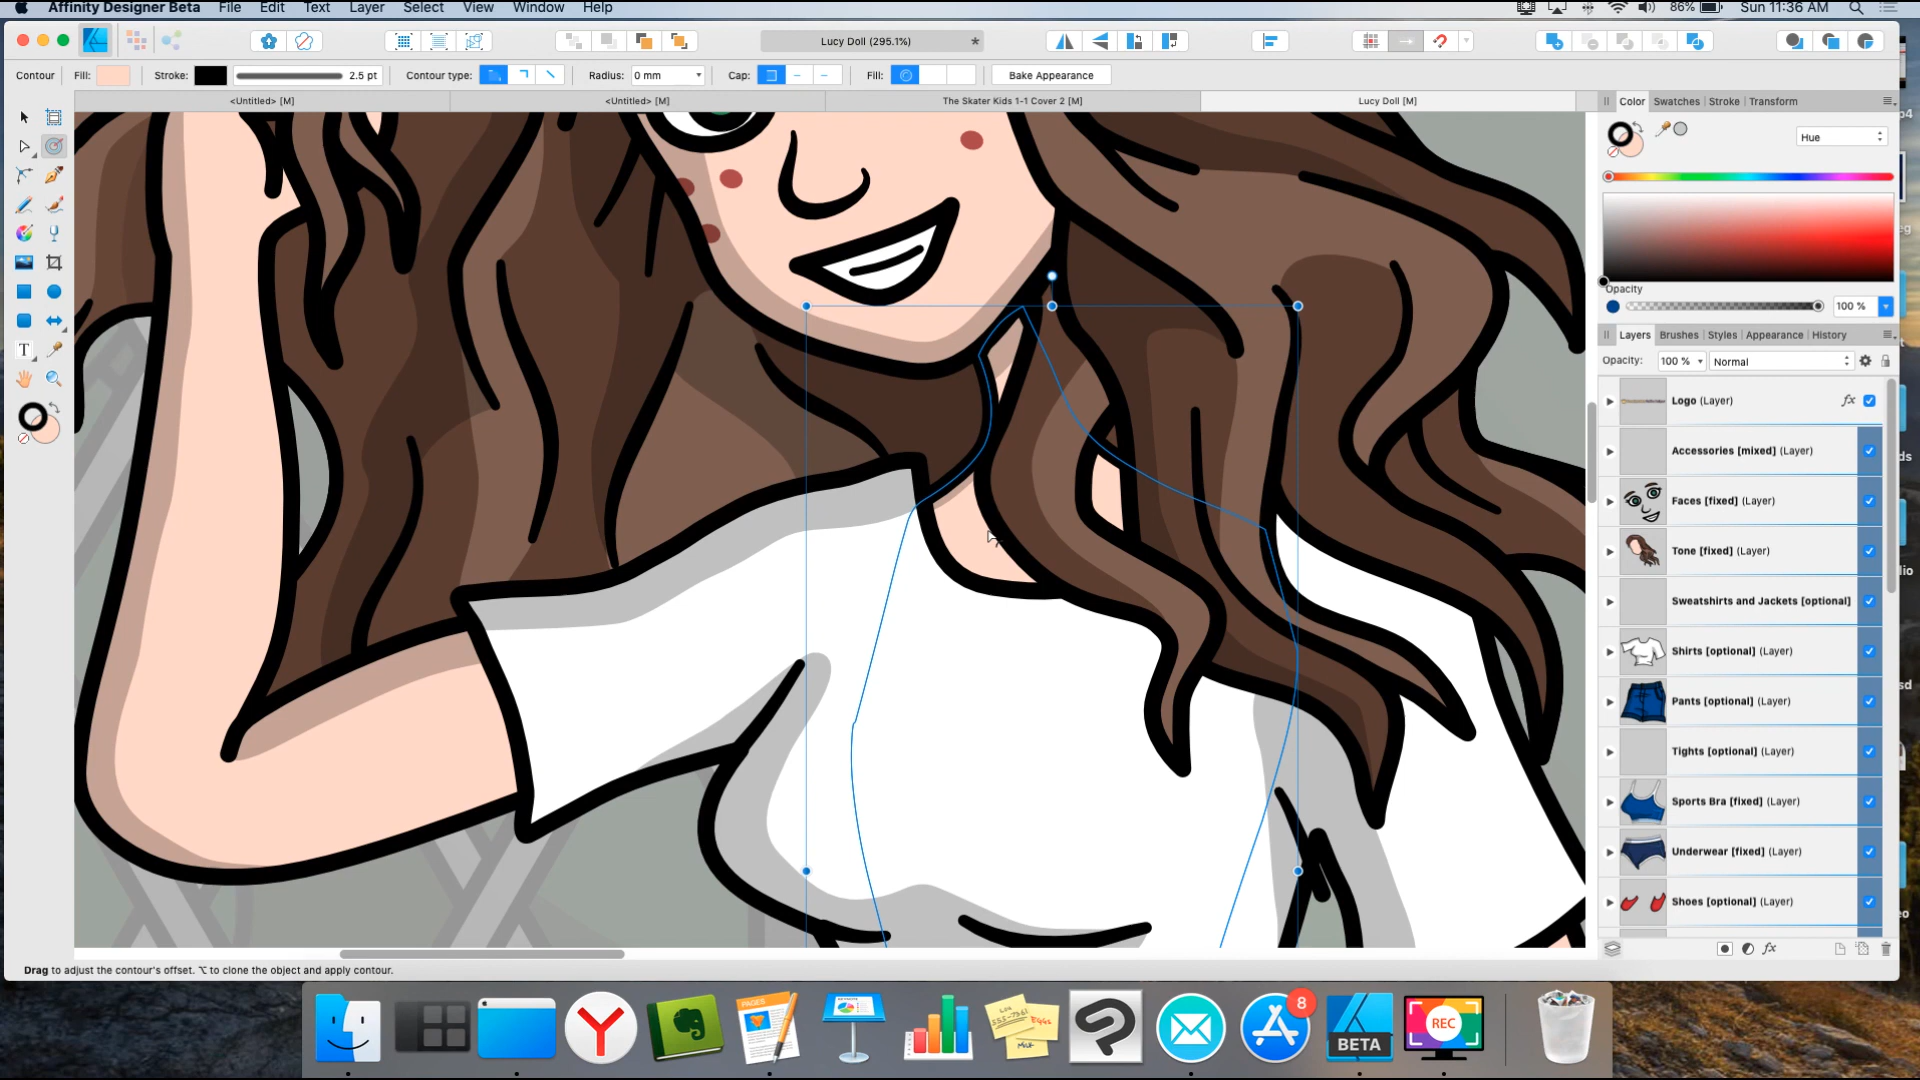 Affinity Designer Beta File Edit Text Layer Select View Window Help 86% Sun 11:36 AM
Lucy Doll (295.1%) *
Contour Fill: Stroke: 2.5 pt Contour type: Radius: 0 mm Cap: Fill: Bake Appearance
<Untitled> [M] <Untitled> [M] The Skater Kids 1-1 Cover 2 [M] Lucy Doll [M]
Color Swatches Stroke Transform
Hue
Opacity
100 %
Layers Brushes Styles Appearance History
Opacity: 100 % Normal
Logo (Layer) fx
Accessories [mixed] (Layer)
Faces [fixed] (Layer)
Tone [fixed] (Layer)
Sweatshirts and Jackets [optional]
Shirts [optional] (Layer)
Pants [optional] (Layer)
Tights [optional] (Layer)
Sports Bra [fixed] (Layer)
Underwear [fixed] (Layer)
Shoes [optional] (Layer)
fx
T
Drag to adjust the contour's offset. ⌥ to clone the object and apply contour.
PAGES
8
BETA
REC